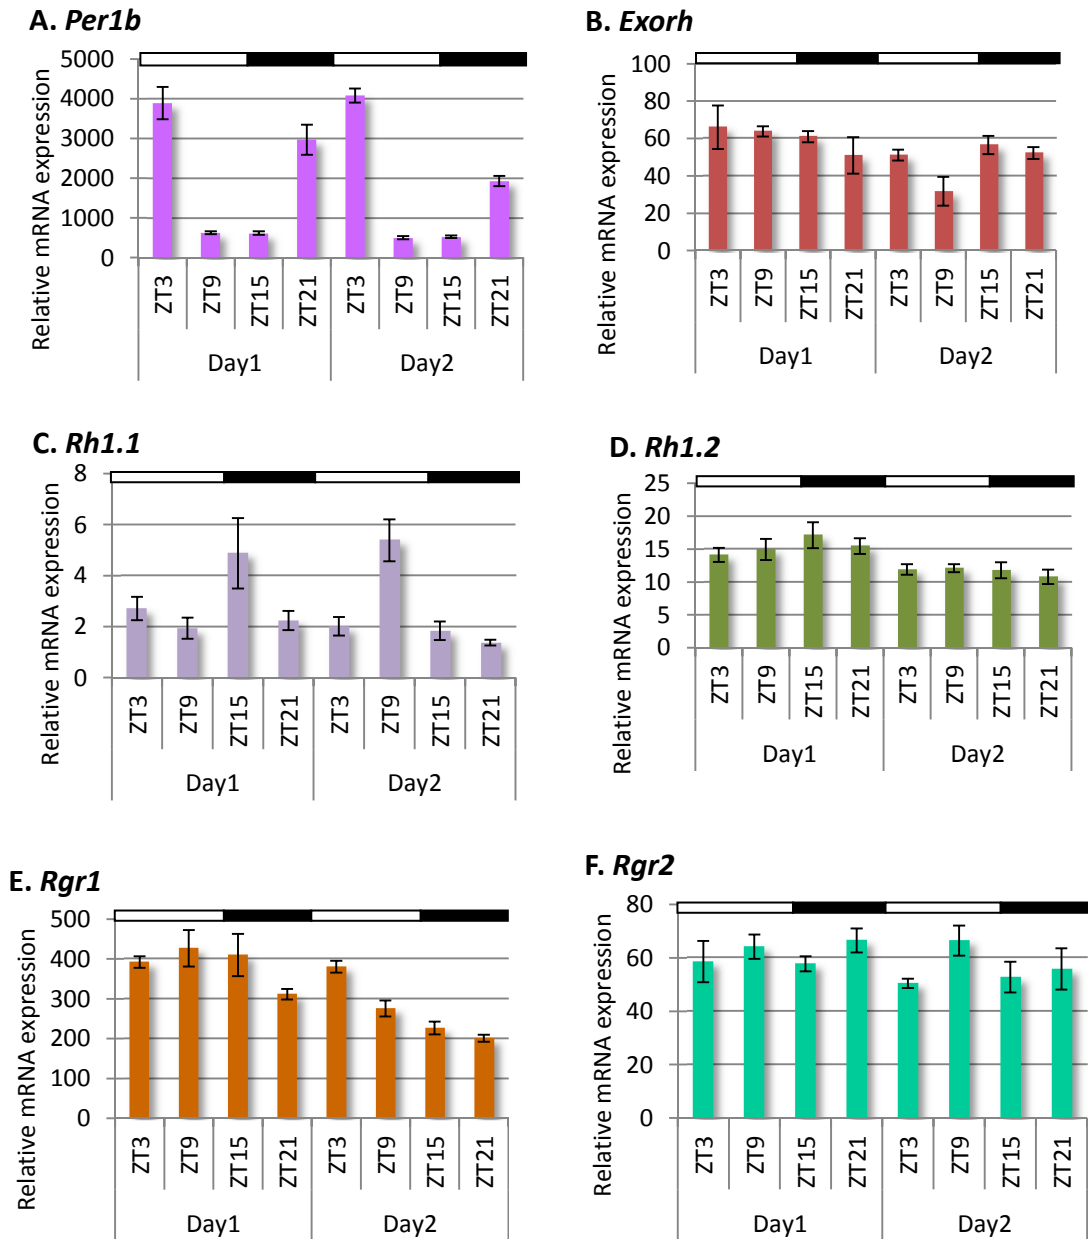 A. Per1b
Relative mRNA expression
5000
4000
3000
2000
1000
0
ZT3 ZT9 ZT15 ZT21 ZT3 ZT9 ZT15 ZT21
Day1 Day2
B. Exorh
Relative mRNA expression
100
80
60
40
20
0
ZT3 ZT9 ZT15 ZT21 ZT3 ZT9 ZT15 ZT21
Day1 Day2
C. Rh1.1
Relative mRNA expression
8
6
4
2
0
ZT3 ZT9 ZT15 ZT21 ZT3 ZT9 ZT15 ZT21
Day1 Day2
D. Rh1.2
Relative mRNA expression
25
20
15
10
5
0
ZT3 ZT9 ZT15 ZT21 ZT3 ZT9 ZT15 ZT21
Day1 Day2
E. Rgr1
Relative mRNA expression
500
400
300
200
100
0
ZT3 ZT9 ZT15 ZT21 ZT3 ZT9 ZT15 ZT21
Day1 Day2
F. Rgr2
Relative mRNA expression
80
60
40
20
0
ZT3 ZT9 ZT15 ZT21 ZT3 ZT9 ZT15 ZT21
Day1 Day2